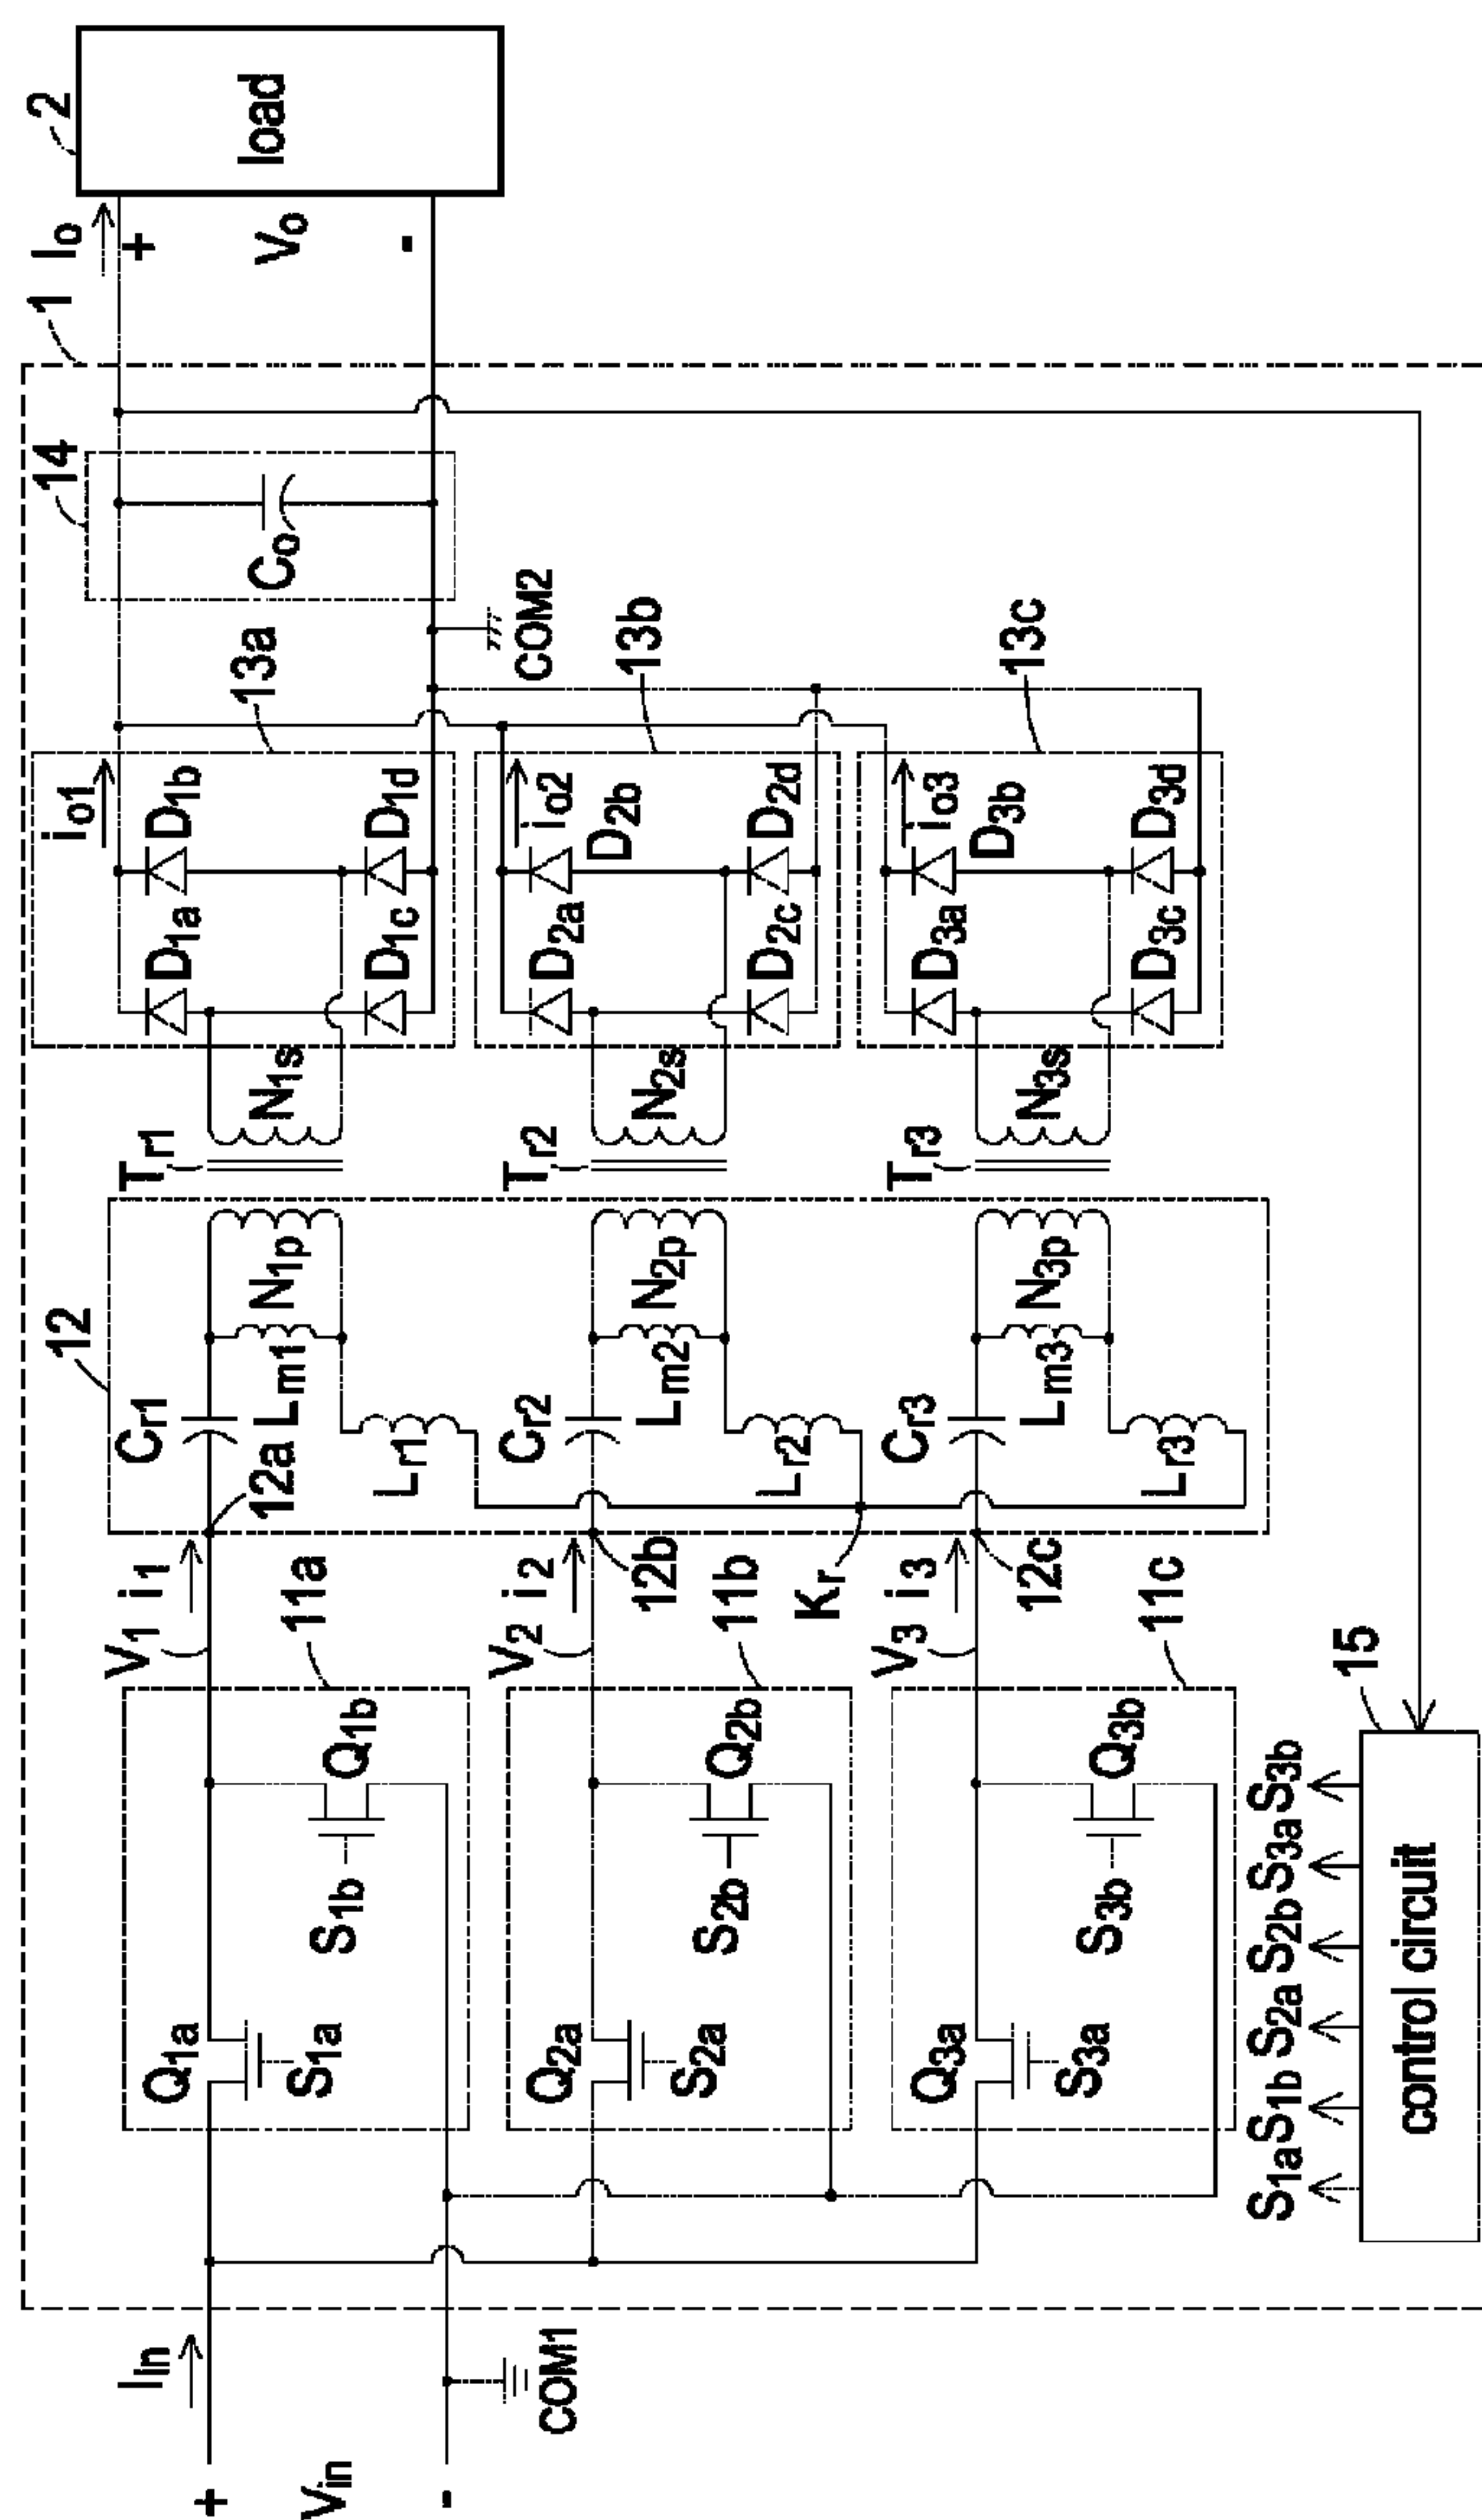 1
Io
2
14
+
Vo
-
load
Co
io1
13a
D1a
D1b
D1c
D1d
COM2
Tr1
N1s
12
Cr1
N1p
Lm1
12a
Lr1
V1
i1
11a
Q1a
S1a
Q1b
S1b
Iin
+
Vin
-
COM1
io2
13b
D2a
D2b
D2c
D2d
Tr2
N2s
Cr2
N2p
Lm2
12b
Lr2
V2
i2
11b
Q2a
S2a
Q2b
S2b
Kr
io3
13c
D3a
D3b
D3c
D3d
Tr3
N3s
Cr3
N3p
Lm3
12c
Lr3
V3
i3
11c
Q3a
S3a
Q3b
S3b
S1a S1b S2a S2b S3a S3b
15
control circuit